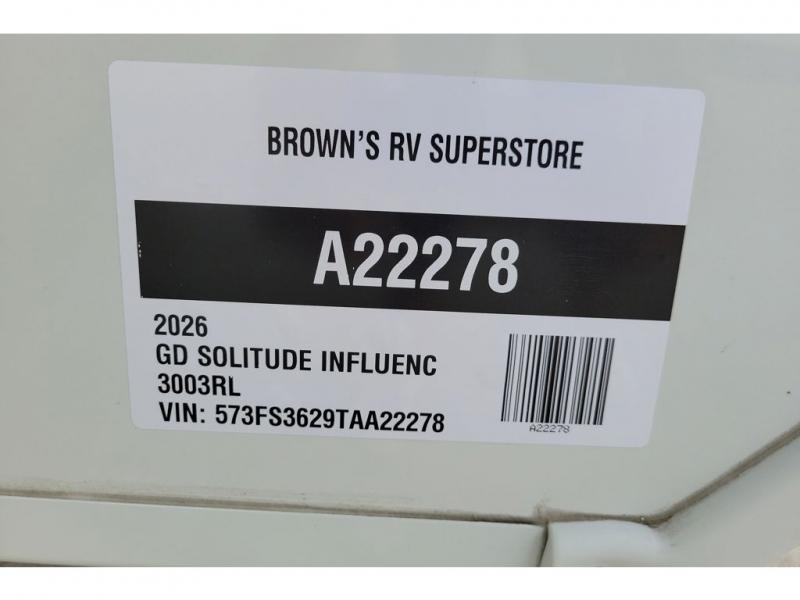 BROWN'S RV SUPERSTORE
A22278
2026
GD SOLITUDE INFLUENC
3003RL
VIN: 573FS3629TAA22278
A22278